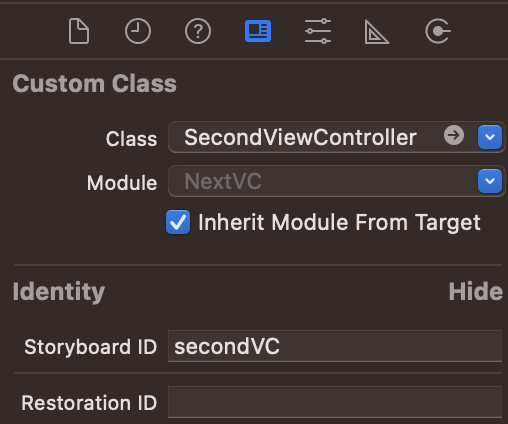 Custom Class
Class SecondViewController
Module NextVC
Inherit Module From Target
Identity Hide
Storyboard ID secondVC
Restoration ID